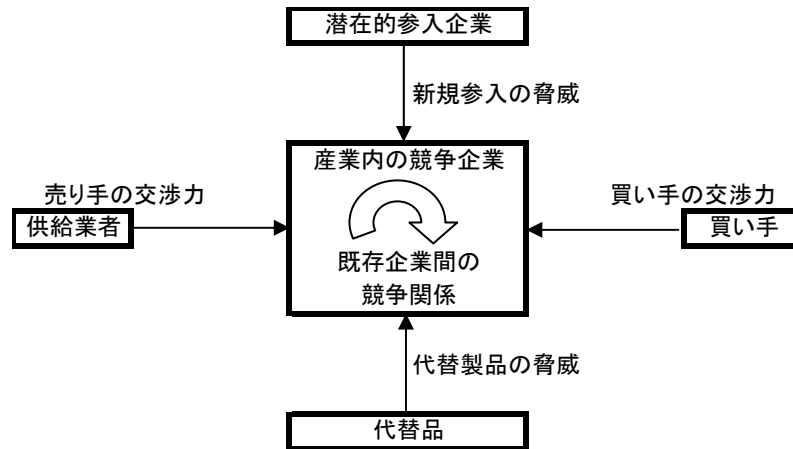 潜在的参入企業
新規参入の脅威
産業内の競争企業
売り手の交渉力
買い手の交渉力
供給業者
買い手
既存企業間の
競争関係
代替製品の脅威
代替品